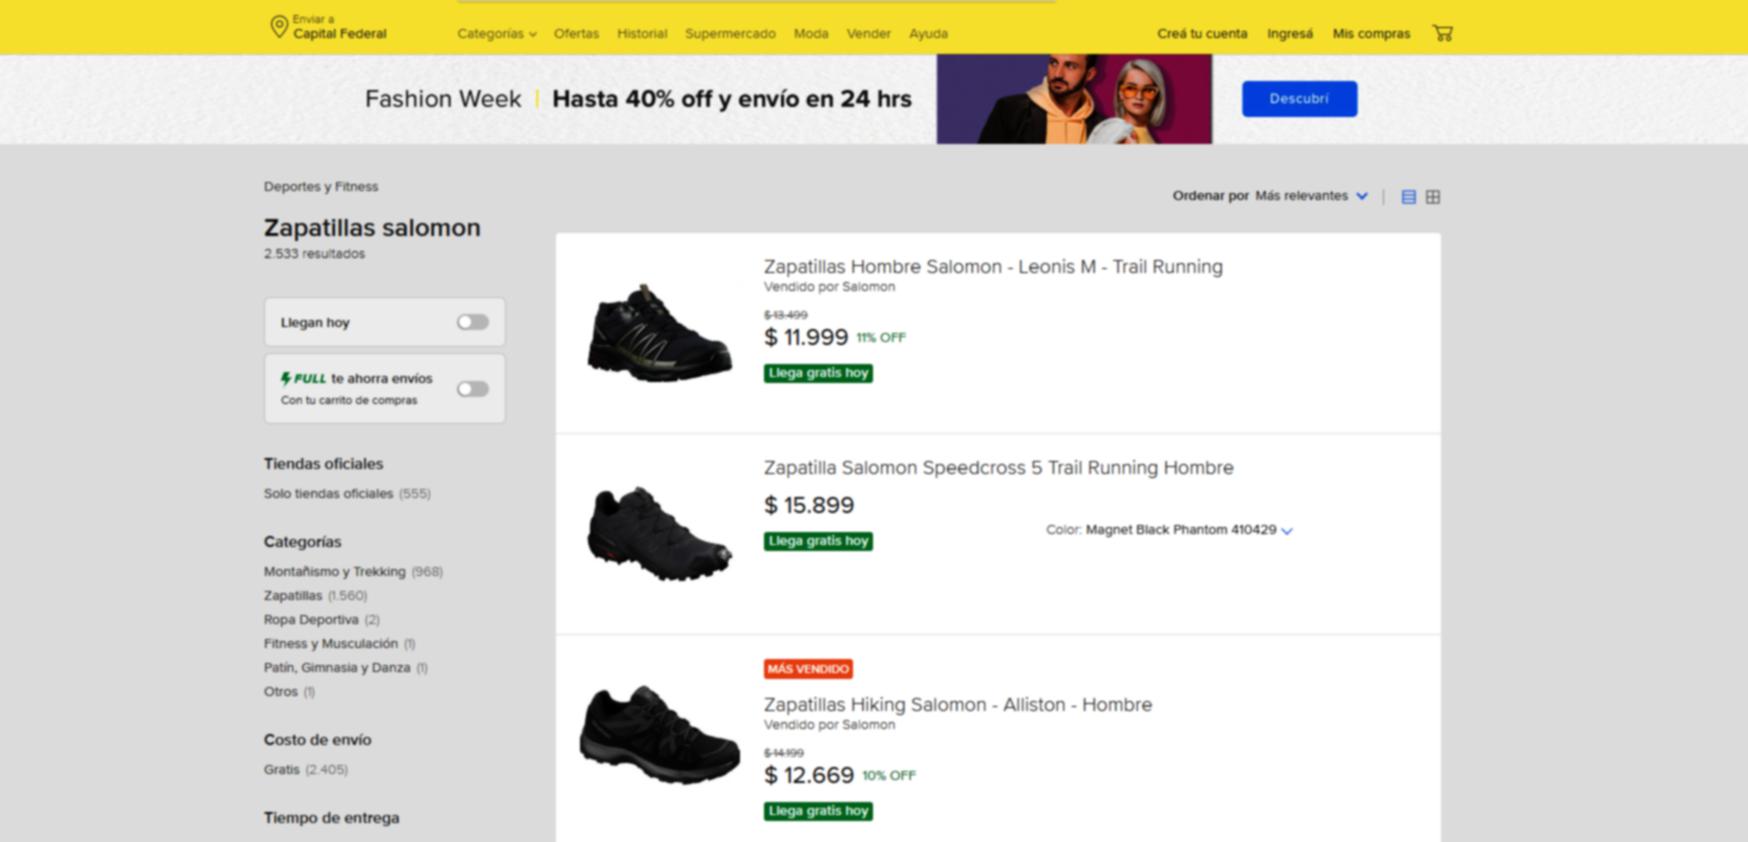 Enviar a
Capital Federal
Categorías Ofertas Historial Supermercado Moda Vender Ayuda
Creá tu cuenta Ingresá Mis compras
Fashion Week | Hasta 40% off y envío en 24 hrs
Descubrí
Deportes y Fitness
Ordenar por Más relevantes
Zapatillas salomon
2.533 resultados
Llegan hoy
FULL te ahorra envíos
Con tu carrito de compras
Tiendas oficiales
Solo tiendas oficiales (555)
Categorías
Montañismo y Trekking (968)
Zapatillas (1.560)
Ropa Deportiva (2)
Fitness y Musculación (1)
Patín, Gimnasia y Danza (1)
Otros (1)
Costo de envío
Gratis (2.405)
Tiempo de entrega
Zapatillas Hombre Salomon - Leonis M - Trail Running
Vendido por Salomon
$ 13.499
$ 11.999 11% OFF
Llega gratis hoy
Zapatilla Salomon Speedcross 5 Trail Running Hombre
$ 15.899
Color: Magnet Black Phantom 410429
Llega gratis hoy
MÁS VENDIDO
Zapatillas Hiking Salomon - Alliston - Hombre
Vendido por Salomon
$ 14.199
$ 12.669 10% OFF
Llega gratis hoy